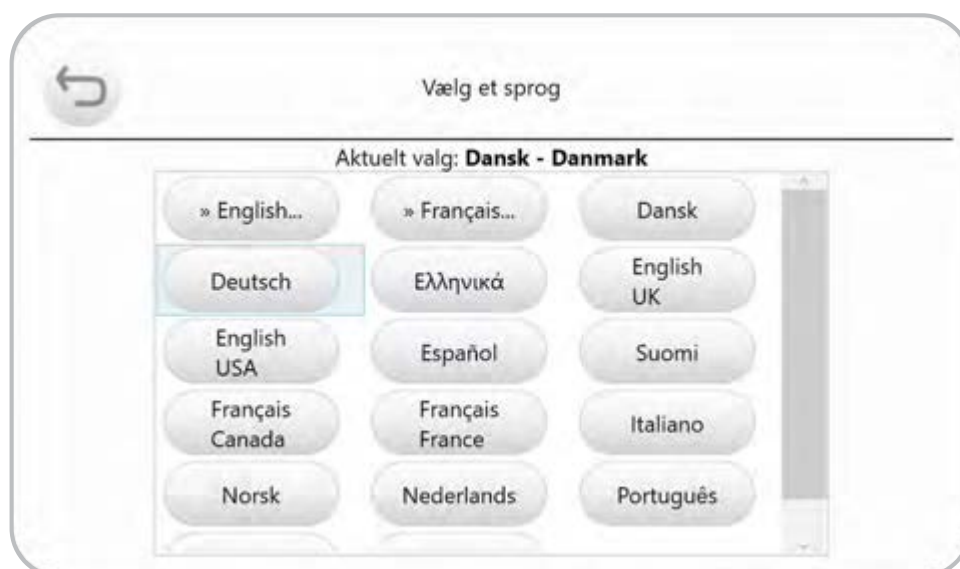 Vælg et sprog
Aktuelt valg: Dansk - Danmark
» English...
» Français...
Dansk
Deutsch
Ελληνικά
English
UK
English
USA
Español
Suomi
Français
Canada
Français
France
Italiano
Norsk
Nederlands
Português